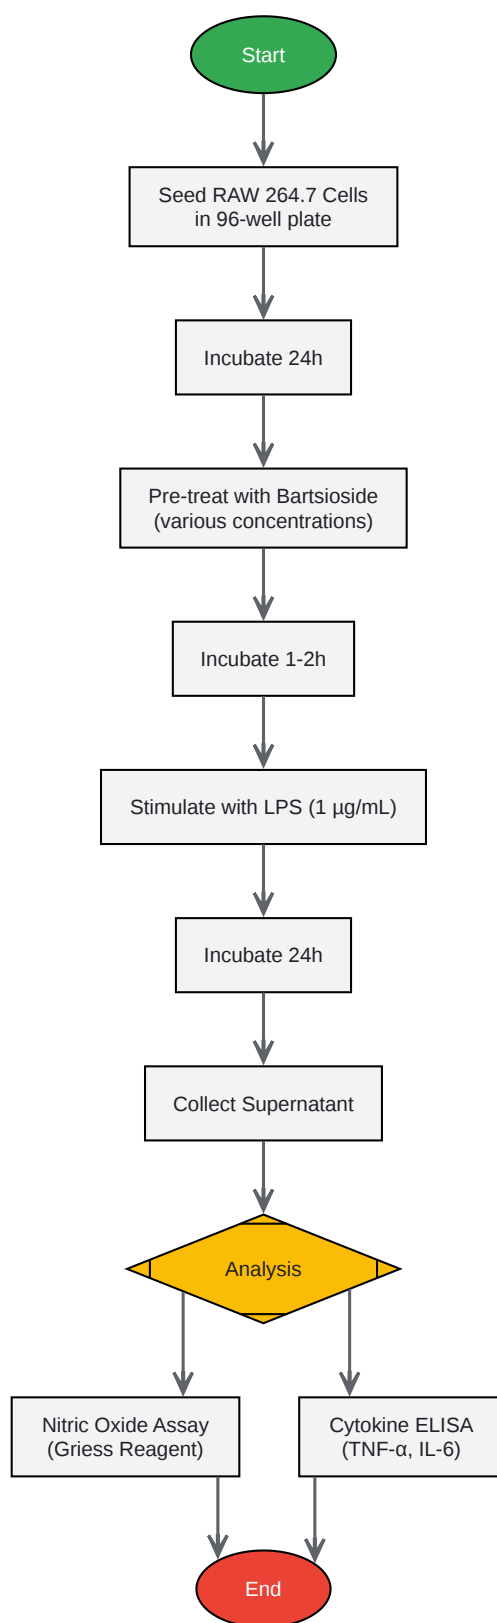 Start
Seed RAW 264.7 Cells
in 96-well plate
Incubate 24h
Pre-treat with Bartsioside
(various concentrations)
Incubate 1-2h
Stimulate with LPS (1 µg/mL)
Incubate 24h
Collect Supernatant
Analysis
Nitric Oxide Assay
(Griess Reagent)
Cytokine ELISA
(TNF-α, IL-6)
End